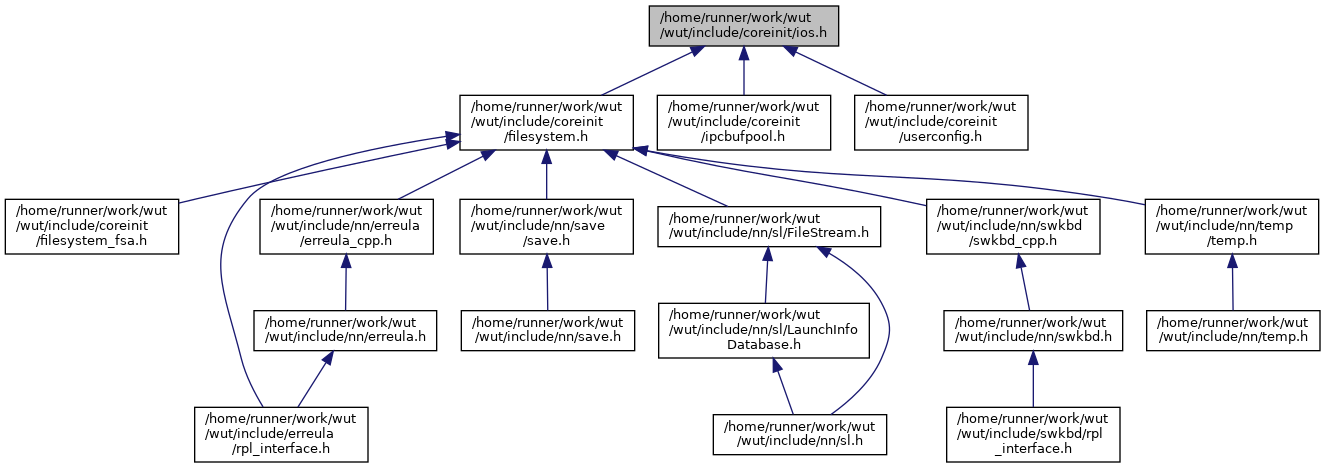 /home/runner/work/wut
/wut/include/coreinit/ios.h
/home/runner/work/wut
/wut/include/coreinit
/filesystem.h
/home/runner/work/wut
/wut/include/coreinit
/ipcbufpool.h
/home/runner/work/wut
/wut/include/coreinit
/userconfig.h
/home/runner/work/wut
/wut/include/coreinit
/filesystem_fsa.h
/home/runner/work/wut
/wut/include/nn/erreula
/erreula_cpp.h
/home/runner/work/wut
/wut/include/nn/save
/save.h
/home/runner/work/wut
/wut/include/nn/sl/FileStream.h
/home/runner/work/wut
/wut/include/nn/swkbd
/swkbd_cpp.h
/home/runner/work/wut
/wut/include/nn/temp
/temp.h
/home/runner/work/wut
/wut/include/nn/erreula.h
/home/runner/work/wut
/wut/include/nn/save.h
/home/runner/work/wut
/wut/include/nn/sl/LaunchInfo
Database.h
/home/runner/work/wut
/wut/include/nn/swkbd.h
/home/runner/work/wut
/wut/include/nn/temp.h
/home/runner/work/wut
/wut/include/erreula
/rpl_interface.h
/home/runner/work/wut
/wut/include/nn/sl.h
/home/runner/work/wut
/wut/include/swkbd/rpl
_interface.h